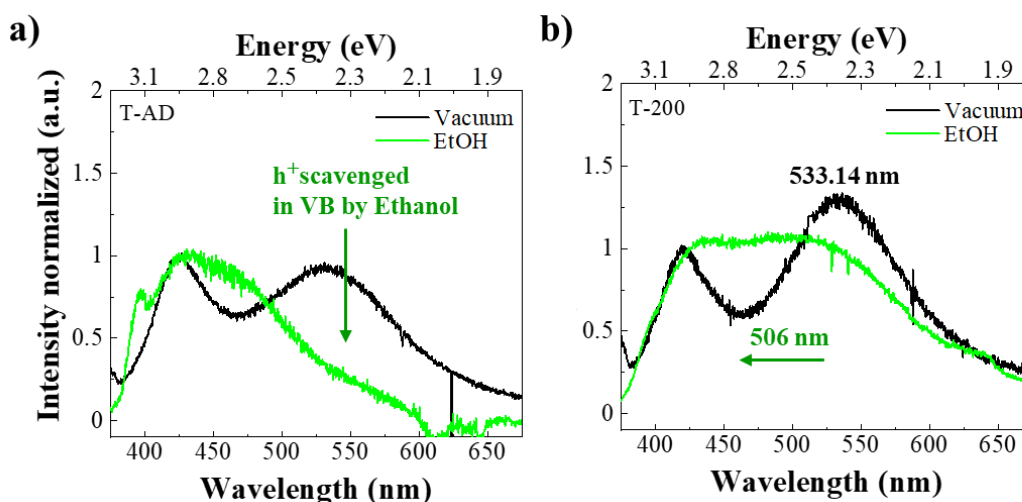 a)
Energy (eV)
3.1 2.8 2.5 2.3 2.1 1.9
2
1.5
1
0.5
0
Intensity normalized (a.u.)
T-AD
Vacuum
EtOH
h⁺scavenged
in VB by Ethanol
400 450 500 550 600 650
Wavelength (nm)
b)
Energy (eV)
3.1 2.8 2.5 2.3 2.1 1.9
2
1.5
1
0.5
0
T-200
Vacuum
EtOH
533.14 nm
506 nm
400 450 500 550 600 650
Wavelength (nm)